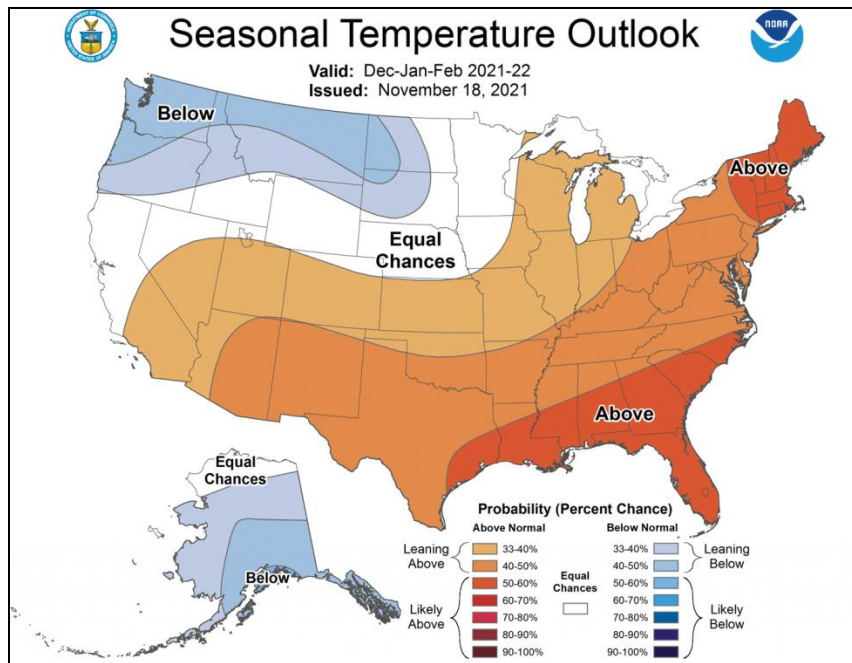 Seasonal Temperature Outlook
NOAA
Valid: Dec-Jan-Feb 2021-22
Issued: November 18, 2021
Below
Above
Equal
Chances
Above
Equal
Chances
Below
Probability (Percent Chance)
Above Normal
Below Normal
Leaning
Above
33-40%
40-50%
Likely
Above
50-60%
60-70%
70-80%
80-90%
90-100%
Equal
Chances
33-40%
40-50%
Leaning
Below
50-60%
60-70%
70-80%
80-90%
90-100%
Likely
Below